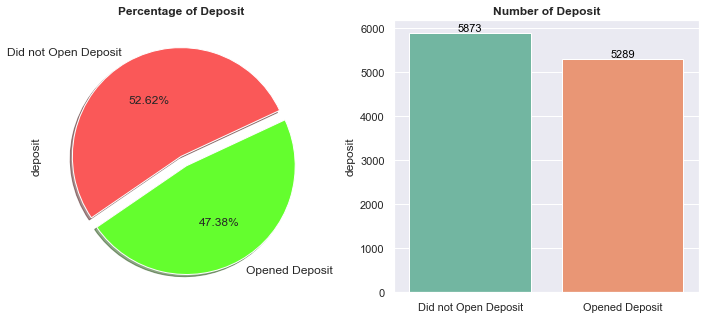 Percentage of Deposit
Did not Open Deposit
52.62%
deposit
47.38%
Opened Deposit
Number of Deposit
6000
5000
4000
3000
2000
1000
0
deposit
5873
5289
Did not Open Deposit
Opened Deposit